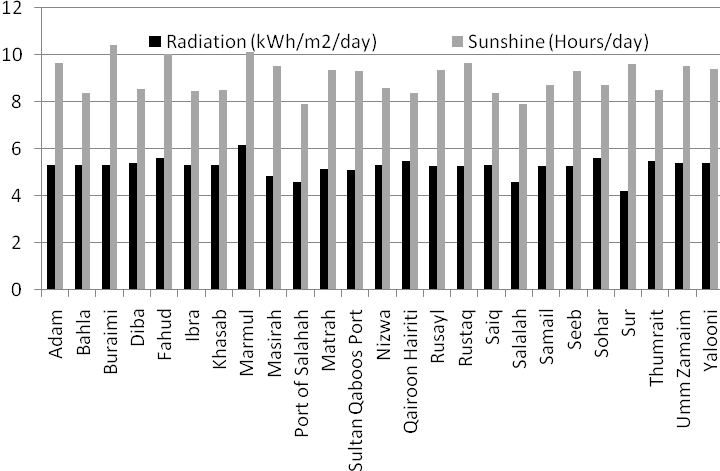 12
10
8
6
4
2
0
Radiation (kWh/m2/day)
Sunshine (Hours/day)
Adam
Bahla
Buraimi
Diba
Fahud
Ibra
Khasab
Marmul
Masirah
Port of Salahah
Matrah
Sultan Qaboos Port
Nizwa
Qairoon Hairiti
Rusayl
Rustaq
Saiq
Salalah
Samail
Seeb
Sohar
Sur
Thumrait
Umm Zamaim
Yalooni